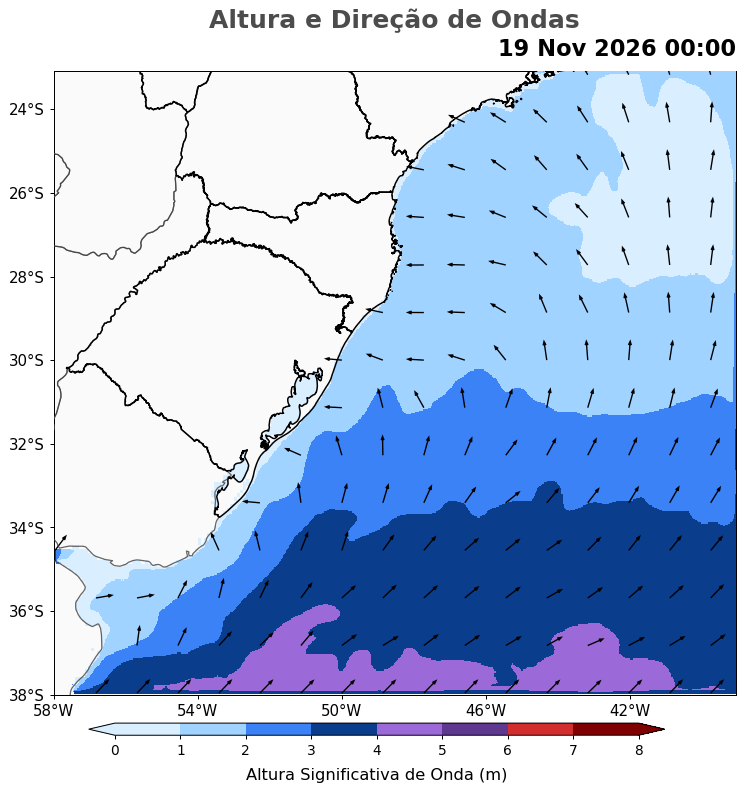 Altura e Direção de Ondas
19 Nov 2026 00:00
24°S
26°S
28°S
30°S
32°S
34°S
36°S
38°S
58°W 54°W 50°W 46°W 42°W
0 1 2 3 4 5 6 7 8
Altura Significativa de Onda (m)